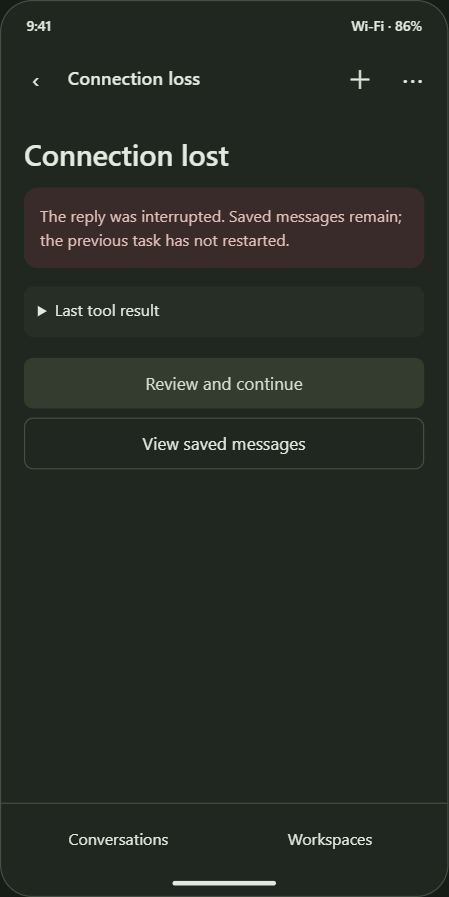 9:41
Wi-Fi · 86%
‹ Connection loss + ...
Connection lost
The reply was interrupted. Saved messages remain;
the previous task has not restarted.
▶ Last tool result
Review and continue
View saved messages
Conversations
Workspaces